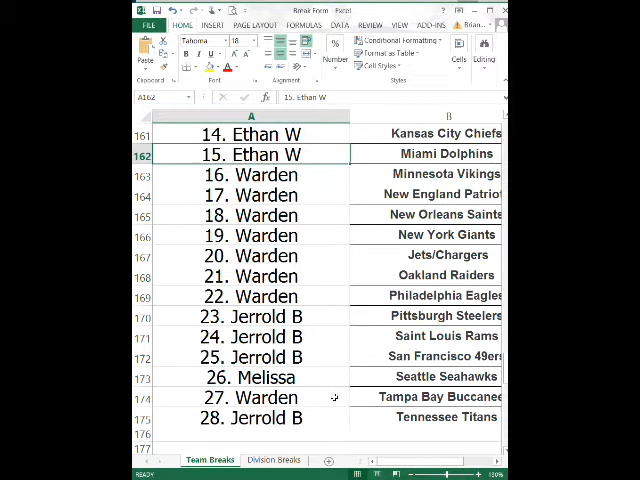 Break Form - Excel
FILE HOME INSERT PAGE LAYOUT FORMULAS DATA REVIEW VIEW ADD-INS Brian...
Tahoma 18
Paste
B I U
Number
Conditional Formatting
Format as Table
Cell Styles
Cells
Editing
Clipboard Font Alignment Styles
A162 15. Ethan W
A B
161 14. Ethan W Kansas City Chiefs
162 15. Ethan W Miami Dolphins
163 16. Warden Minnesota Vikings
164 17. Warden New England Patriot
165 18. Warden New Orleans Saints
166 19. Warden New York Giants
167 20. Warden Jets/Chargers
168 21. Warden Oakland Raiders
169 22. Warden Philadelphia Eagles
170 23. Jerrold B Pittsburgh Steelers
171 24. Jerrold B Saint Louis Rams
172 25. Jerrold B San Francisco 49ers
173 26. Melissa Seattle Seahawks
174 27. Warden Tampa Bay Buccanee
175 28. Jerrold B Tennessee Titans
176
177
Team Breaks Division Breaks
READY 130%